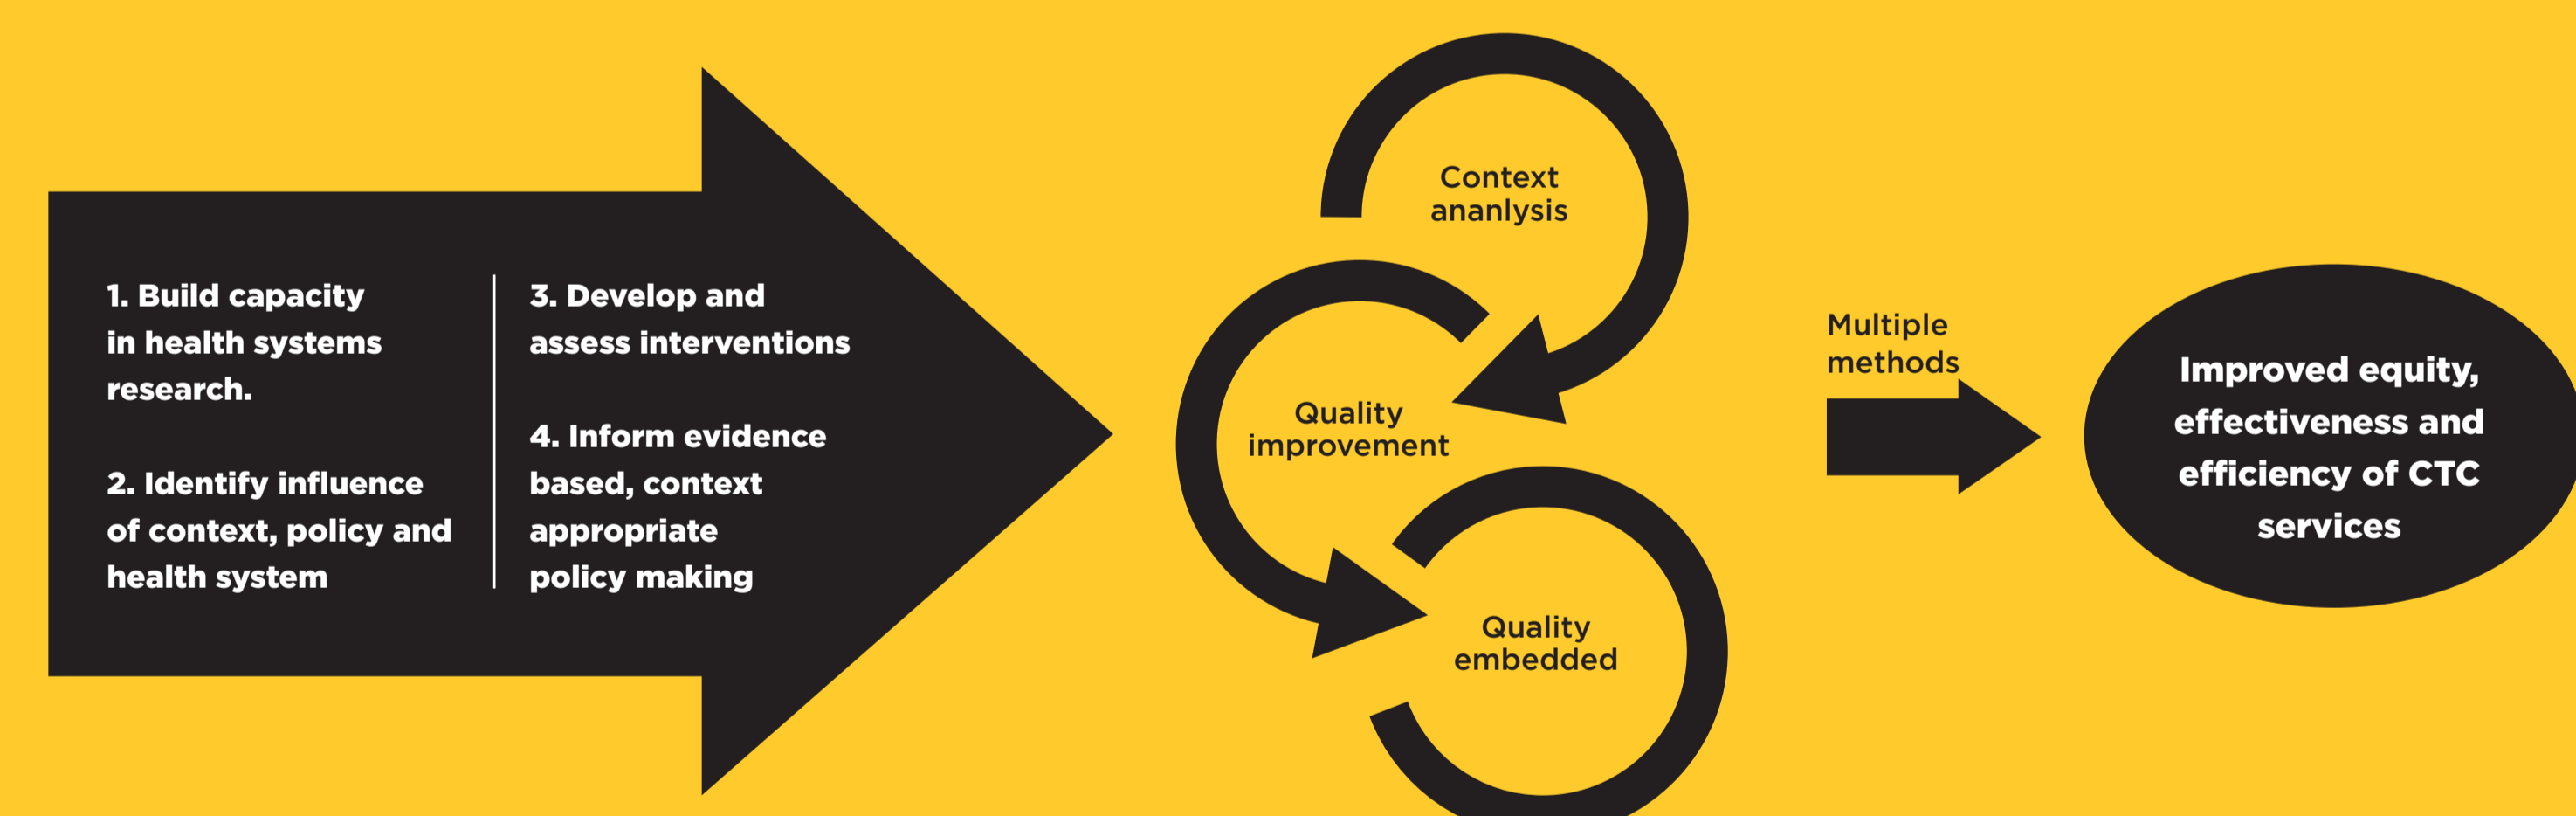 1. Build capacity
in health systems
research.
2. Identify influence
of context, policy and
health system
3. Develop and
assess interventions
4. Inform evidence
based, context
appropriate
policy making
Context
ananlysis
Quality
improvement
Quality
embedded
Multiple
methods
Improved equity,
effectiveness and
efficiency of CTC
services